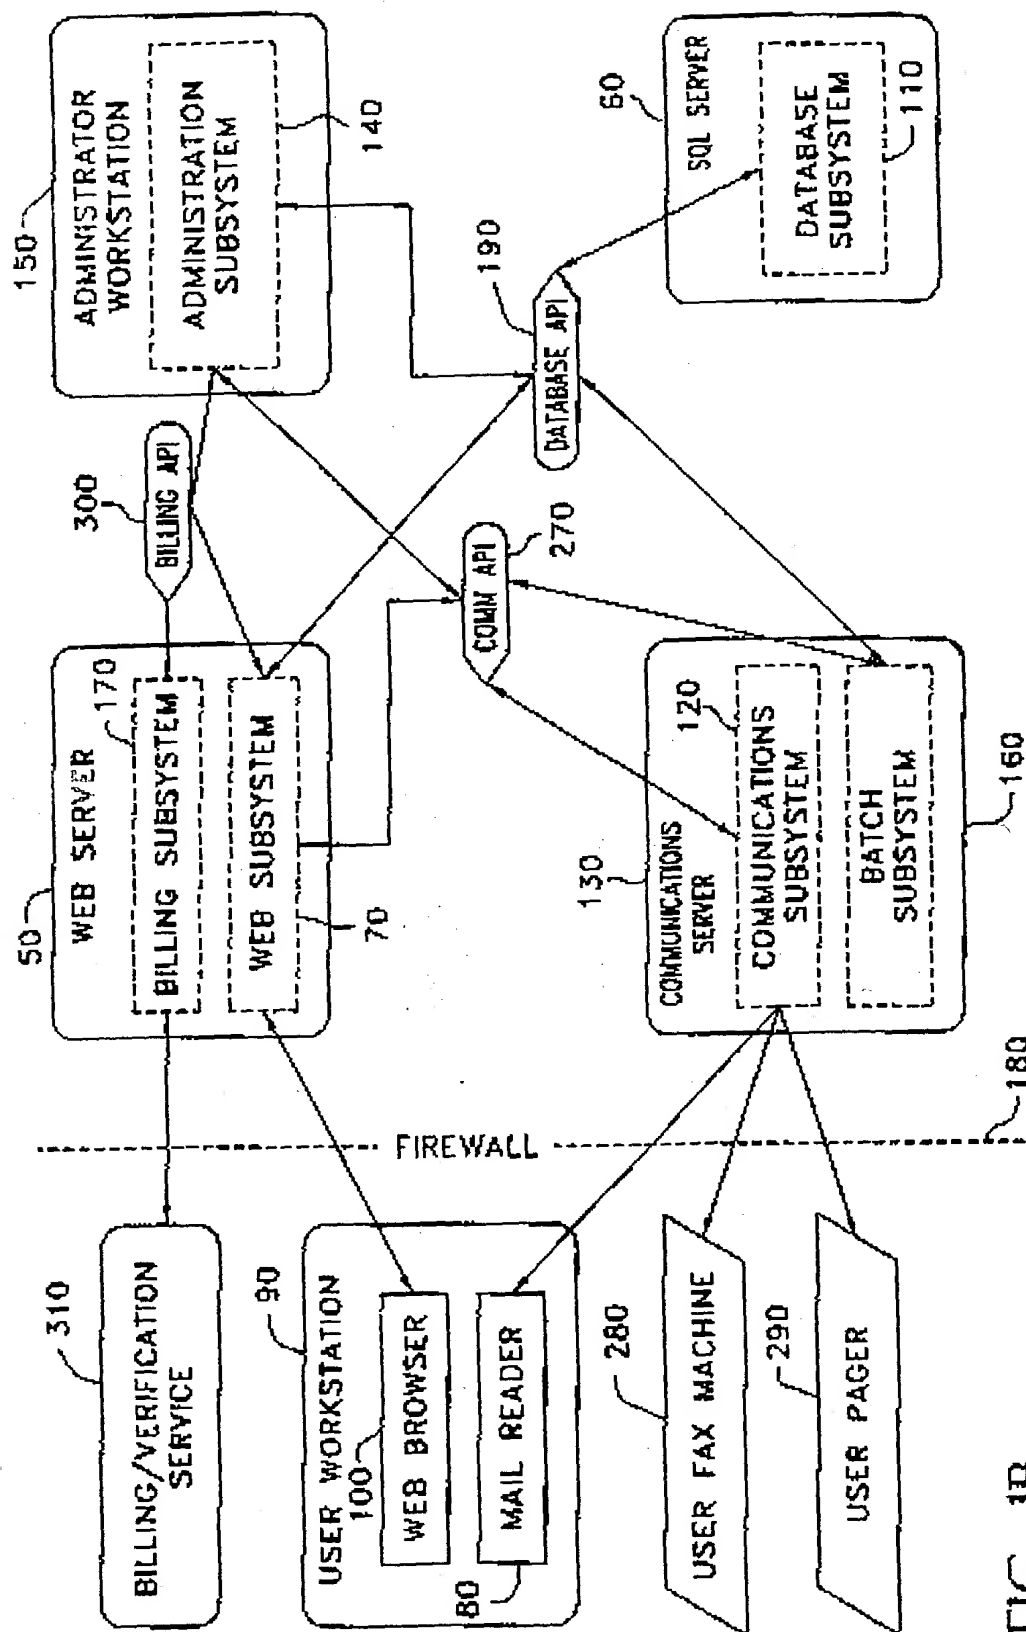 310
BILLING/VERIFICATION
SERVICE
90
USER WORKSTATION
100
WEB BROWSER
MAIL READER
80
280
USER FAX MACHINE
290
USER PAGER
FIREWALL
180
50
WEB SERVER
170
BILLING SUBSYSTEM
WEB SUBSYSTEM
70
130
COMMUNICATIONS
SERVER
120
COMMUNICATIONS
SUBSYSTEM
BATCH
SUBSYSTEM
160
300
BILLING API
COMM API
270
190
DATABASE API
150
ADMINISTRATOR
WORKSTATION
ADMINISTRATION
SUBSYSTEM
140
60
SQL SERVER
DATABASE
SUBSYSTEM
110
FIG. 1B